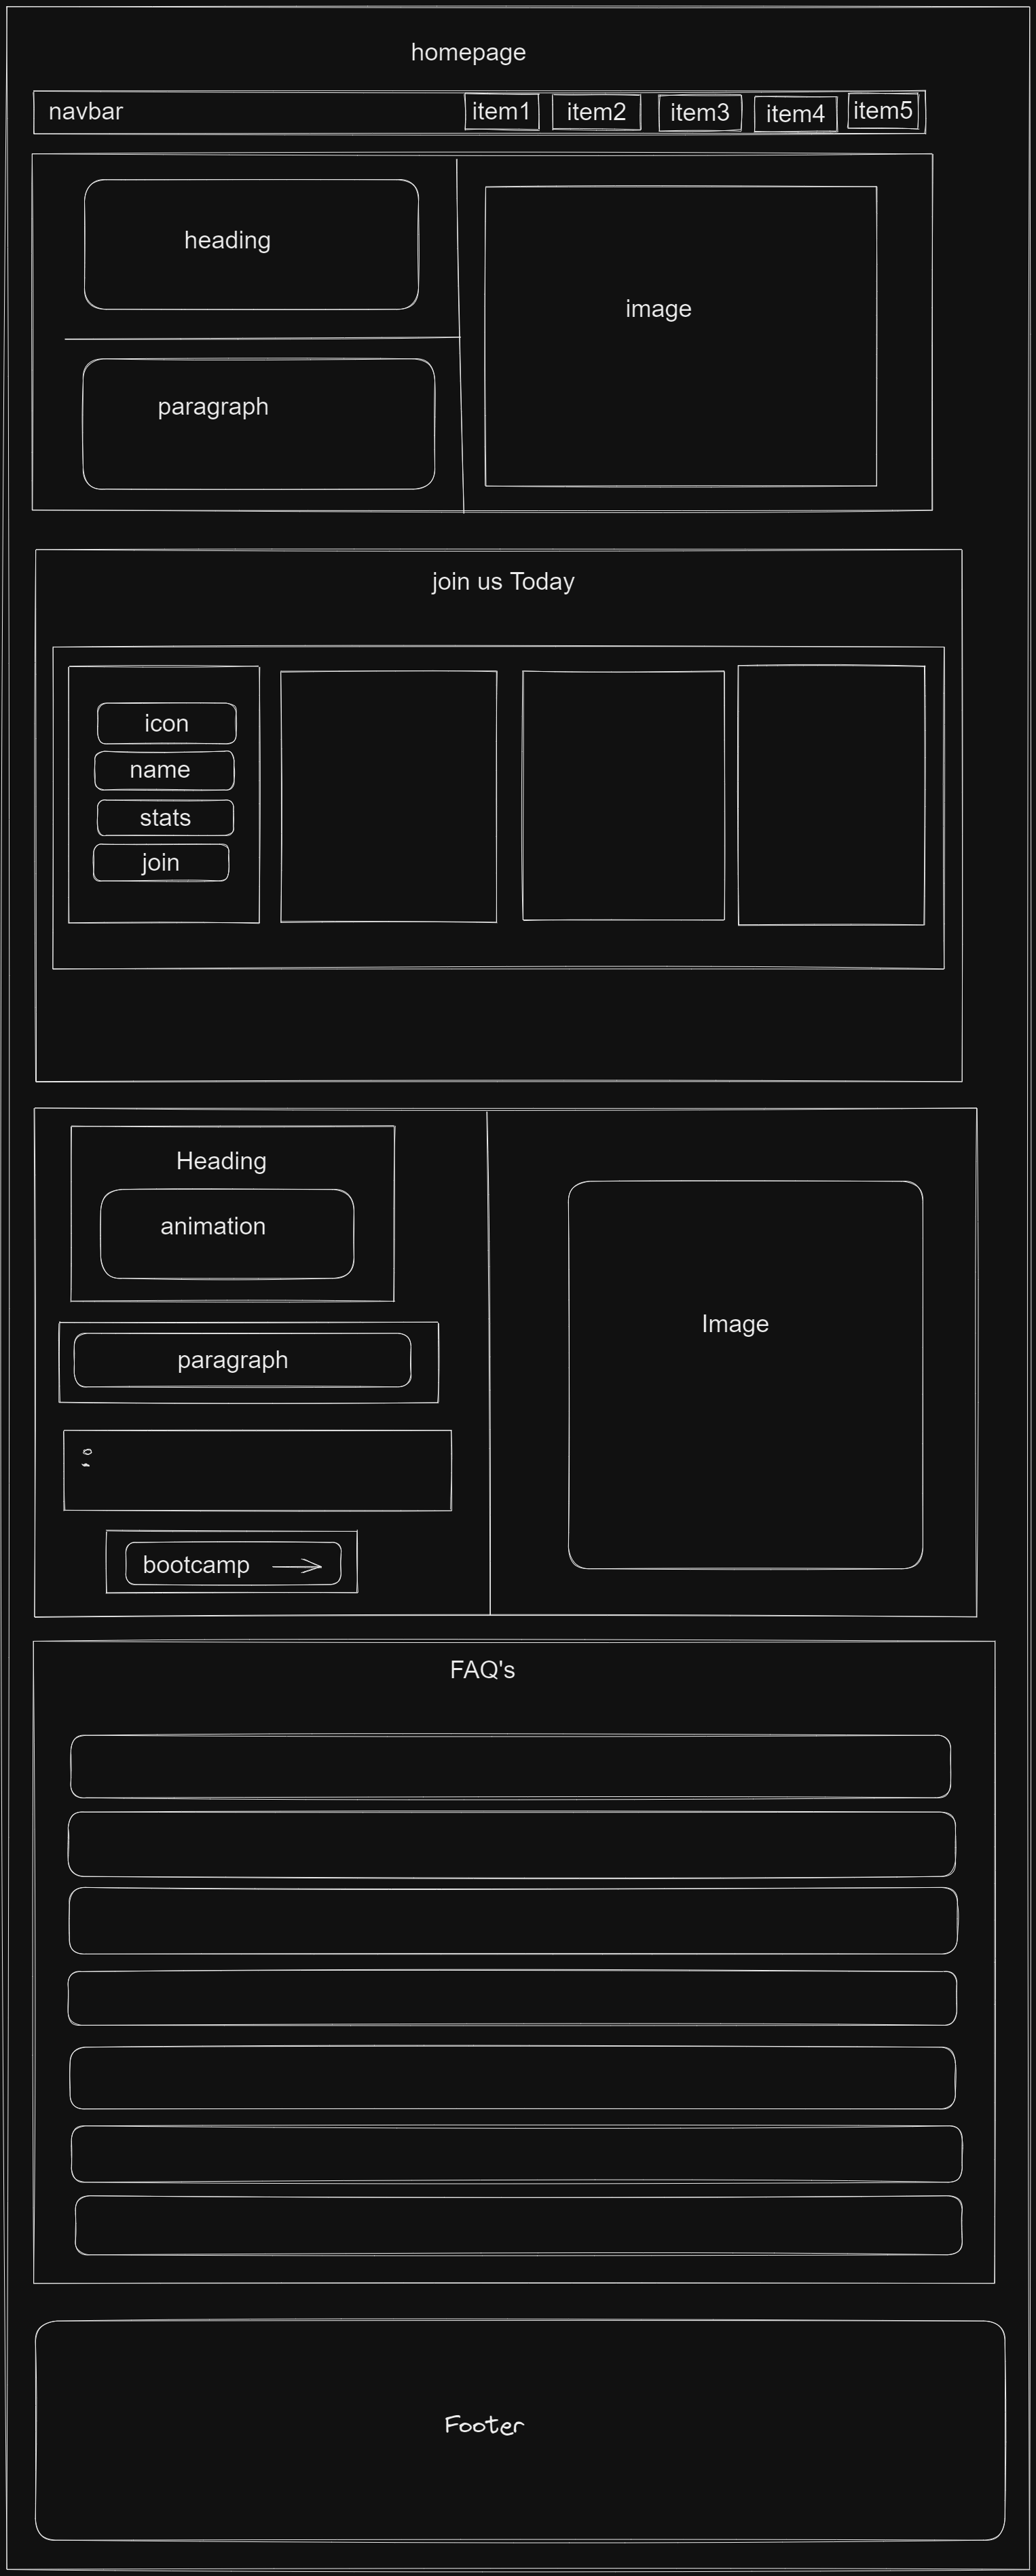 homepage
navbar
item1
item2
item3
item4
item5
heading
image
paragraph
join us Today
icon
name
stats
join
Heading
animation
Image
paragraph
bootcamp
FAQ's
Footer